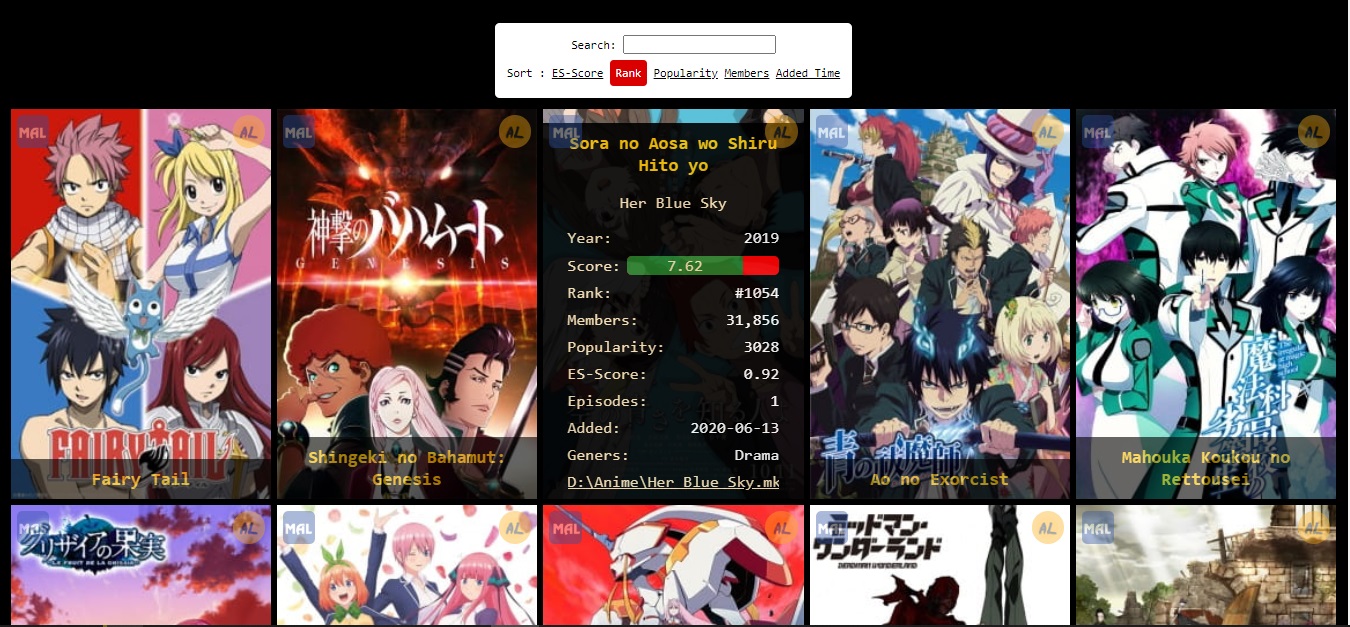 Search:
Sort : ES-Score Rank Popularity Members Added Time
MAL AL
FAIRY TAIL
Fairy Tail
MAL AL
神撃のバハムート
GENESIS
Shingeki no Bahamut:
Genesis
MAL AL
Sora no Aosa wo Shiru
Hito yo
Her Blue Sky
Year: 2019
Score: 7.62
Rank: #1054
Members: 31,856
Popularity: 3028
ES-Score: 0.92
Episodes: 1
Added: 2020-06-13
Geners: Drama
D:\Anime\Her Blue Sky.mk
MAL AL
青の祓魔師
Ao no Exorcist
MAL AL
魔法科
高校の
The irregular
at magic
high school
Mahouka Koukou no
Rettousei
MAL AL
グリザイアの果実
LE FRUIT DE LA GRISAIA
MAL AL
MAL AL
MAL AL
デッドマン・
ワンダーランド
DEADMAN WONDERLAND
MAL AL